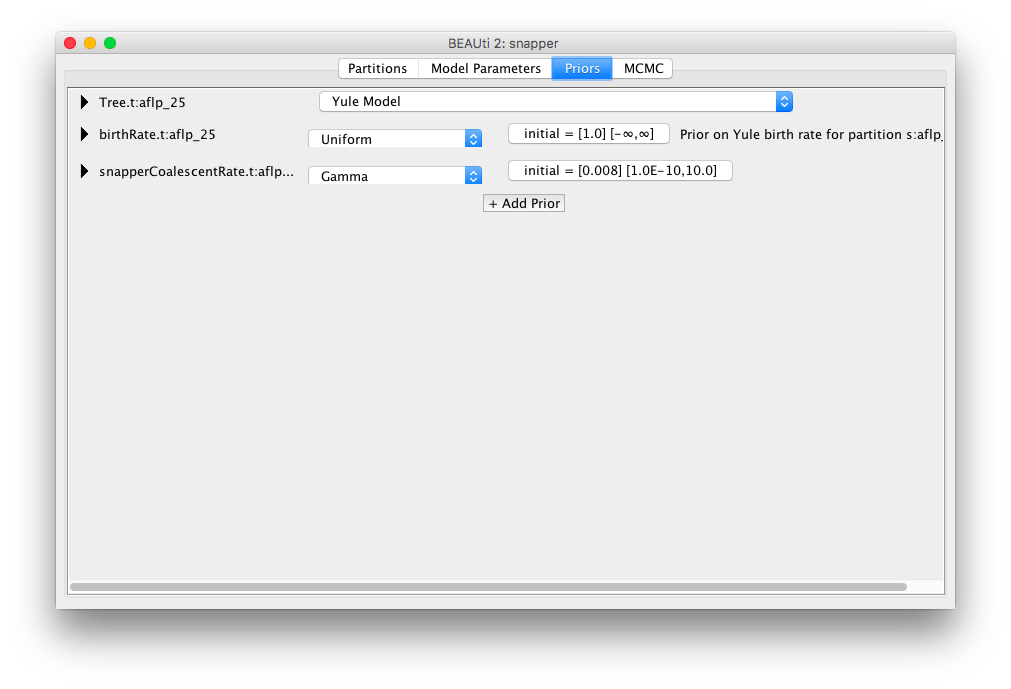 BEAUti 2: snapper
Partitions Model Parameters Priors MCMC
Tree.t:aflp_25 Yule Model
birthRate.t:aflp_25 Uniform initial = [1.0] [-∞,∞] Prior on Yule birth rate for partition s:aflp_
snapperCoalescentRate.t:aflp... Gamma initial = [0.008] [1.0E-10,10.0]
+ Add Prior